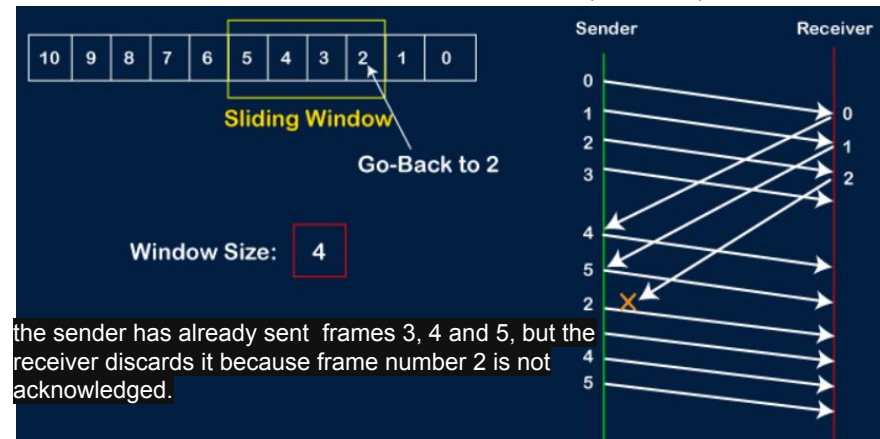 Sender
Receiver
10 9 8 7 6 5 4 3 2 1 0
Sliding Window
Go-Back to 2
Window Size: 4
the sender has already sent frames 3, 4 and 5, but the
receiver discards it because frame number 2 is not
acknowledged.
0
1
2
3
4
5
2
4
5
0
1
2